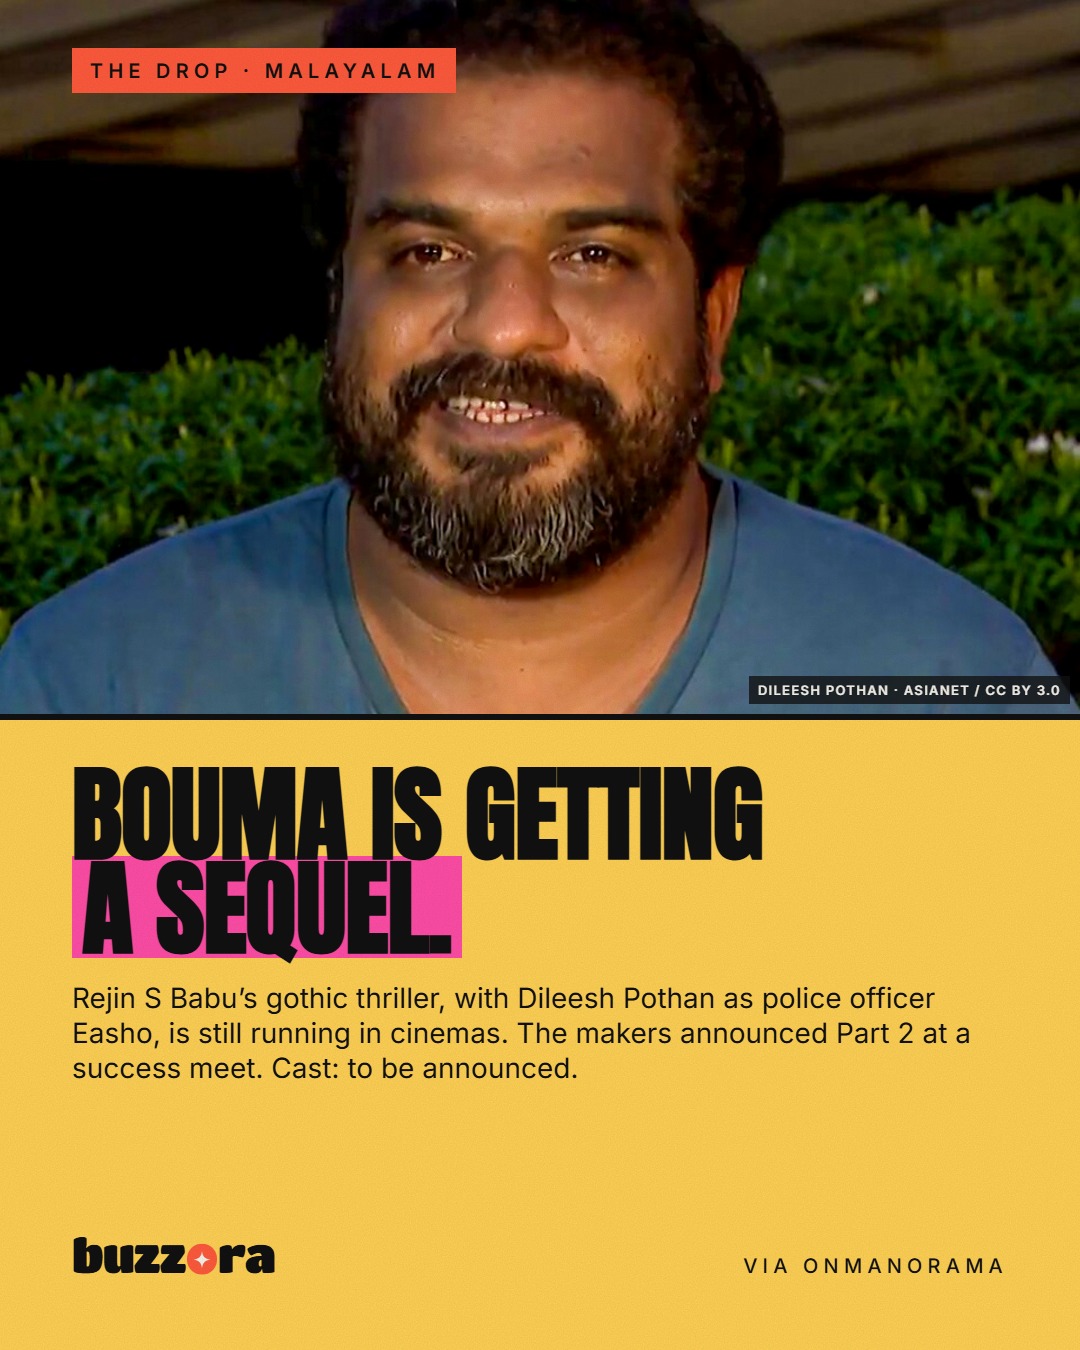 THE DROP · MALAYALAM
DILEESH POTHAN · ASIANET / CC BY 3.0
BOUMA IS GETTING
A SEQUEL.
Rejin S Babu’s gothic thriller, with Dileesh Pothan as police officer
Easho, is still running in cinemas. The makers announced Part 2 at a
success meet. Cast: to be announced.
buzzora
VIA ONMANORAMA